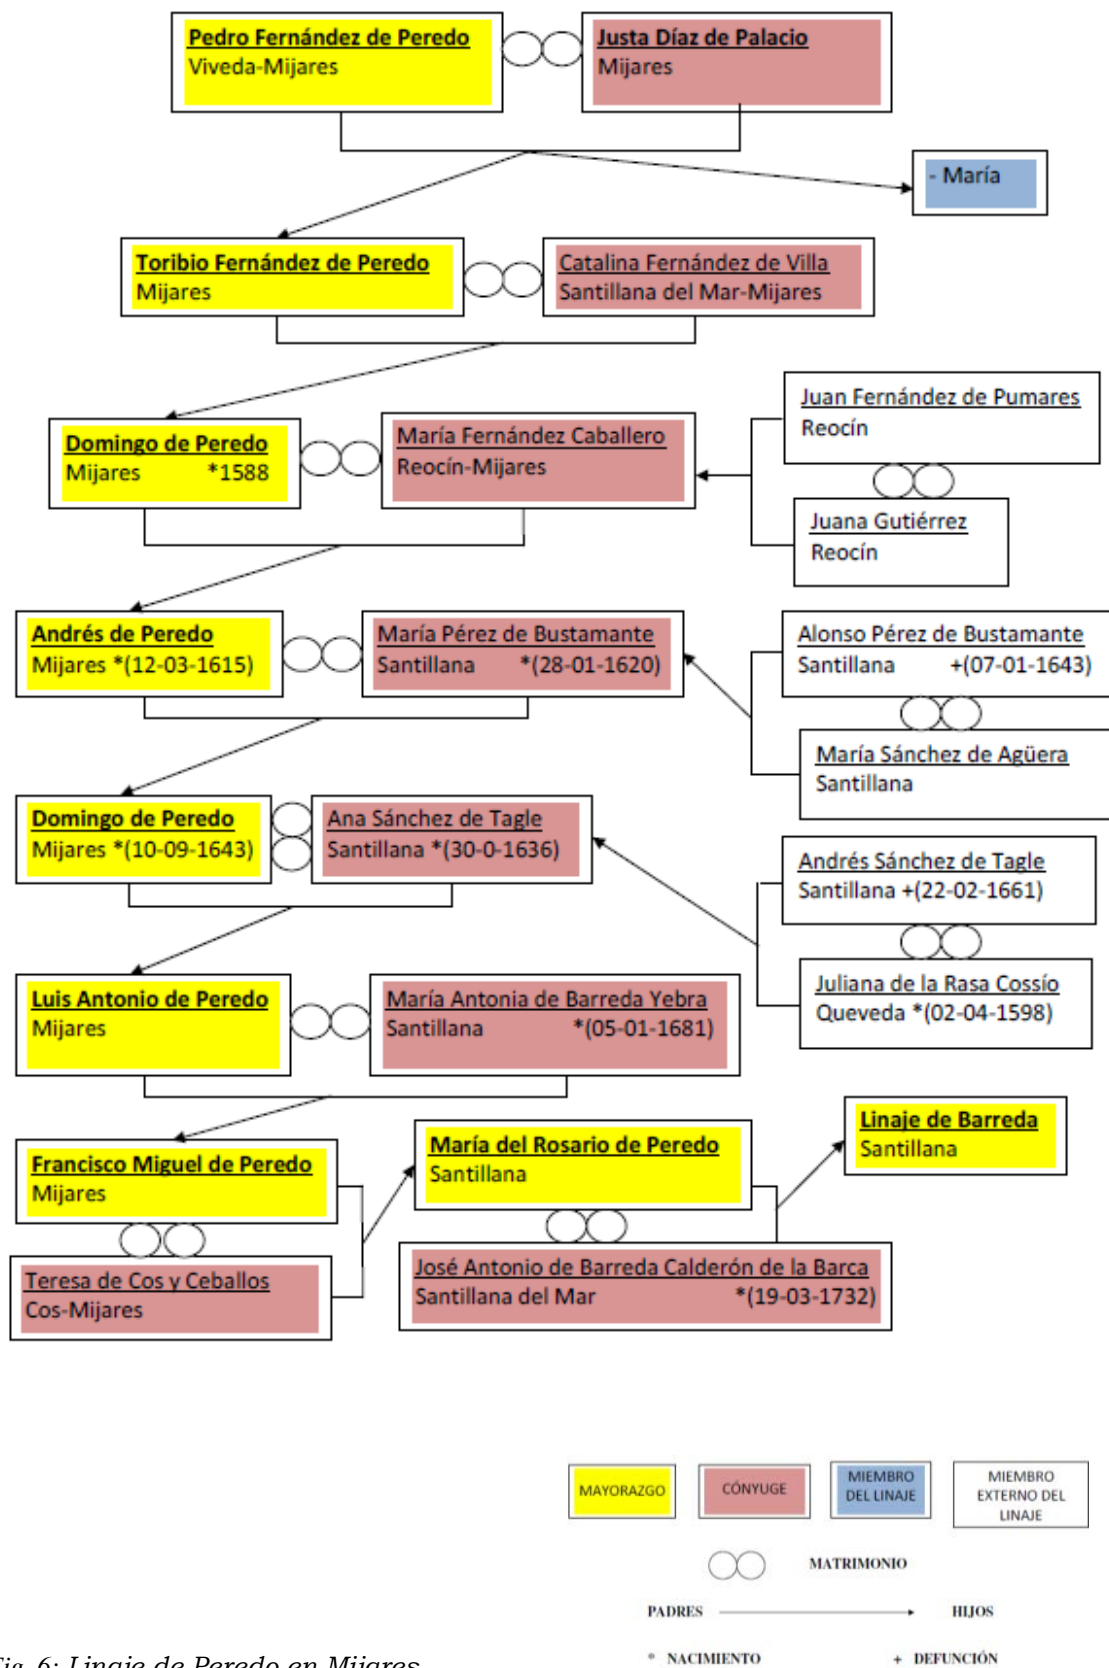 Pedro Fernández de Peredo
Viveda-Mijares
Justa Díaz de Palacio
Mijares
- María
Toribio Fernández de Peredo
Mijares
Catalina Fernández de Villa
Santillana del Mar-Mijares
Juan Fernández de Pumares
Reocín
Domingo de Peredo
Mijares *1588
María Fernández Caballero
Reocín-Mijares
Juana Gutiérrez
Reocín
Andrés de Peredo
Mijares *(12-03-1615)
María Pérez de Bustamante
Santillana *(28-01-1620)
Alonso Pérez de Bustamante
Santillana +(07-01-1643)
María Sánchez de Agüera
Santillana
Domingo de Peredo
Mijares *(10-09-1643)
Ana Sánchez de Tagle
Santillana *(30-0-1636)
Andrés Sánchez de Tagle
Santillana +(22-02-1661)
Juliana de la Rasa Cossío
Queveda *(02-04-1598)
Luis Antonio de Peredo
Mijares
María Antonia de Barreda Yebra
Santillana *(05-01-1681)
Francisco Miguel de Peredo
Mijares
María del Rosario de Peredo
Santillana
Linaje de Barreda
Santillana
Teresa de Cos y Ceballos
Cos-Mijares
José Antonio de Barreda Calderón de la Barca
Santillana del Mar *(19-03-1732)
MAYORAZGO
CÓNYUGE
MIEMBRO
DEL LINAJE
MIEMBRO
EXTERNO DEL
LINAJE
MATRIMONIO
PADRES
HIJOS
* NACIMIENTO
+ DEFUNCIÓN
6: Linaje de Peredo en Mijares